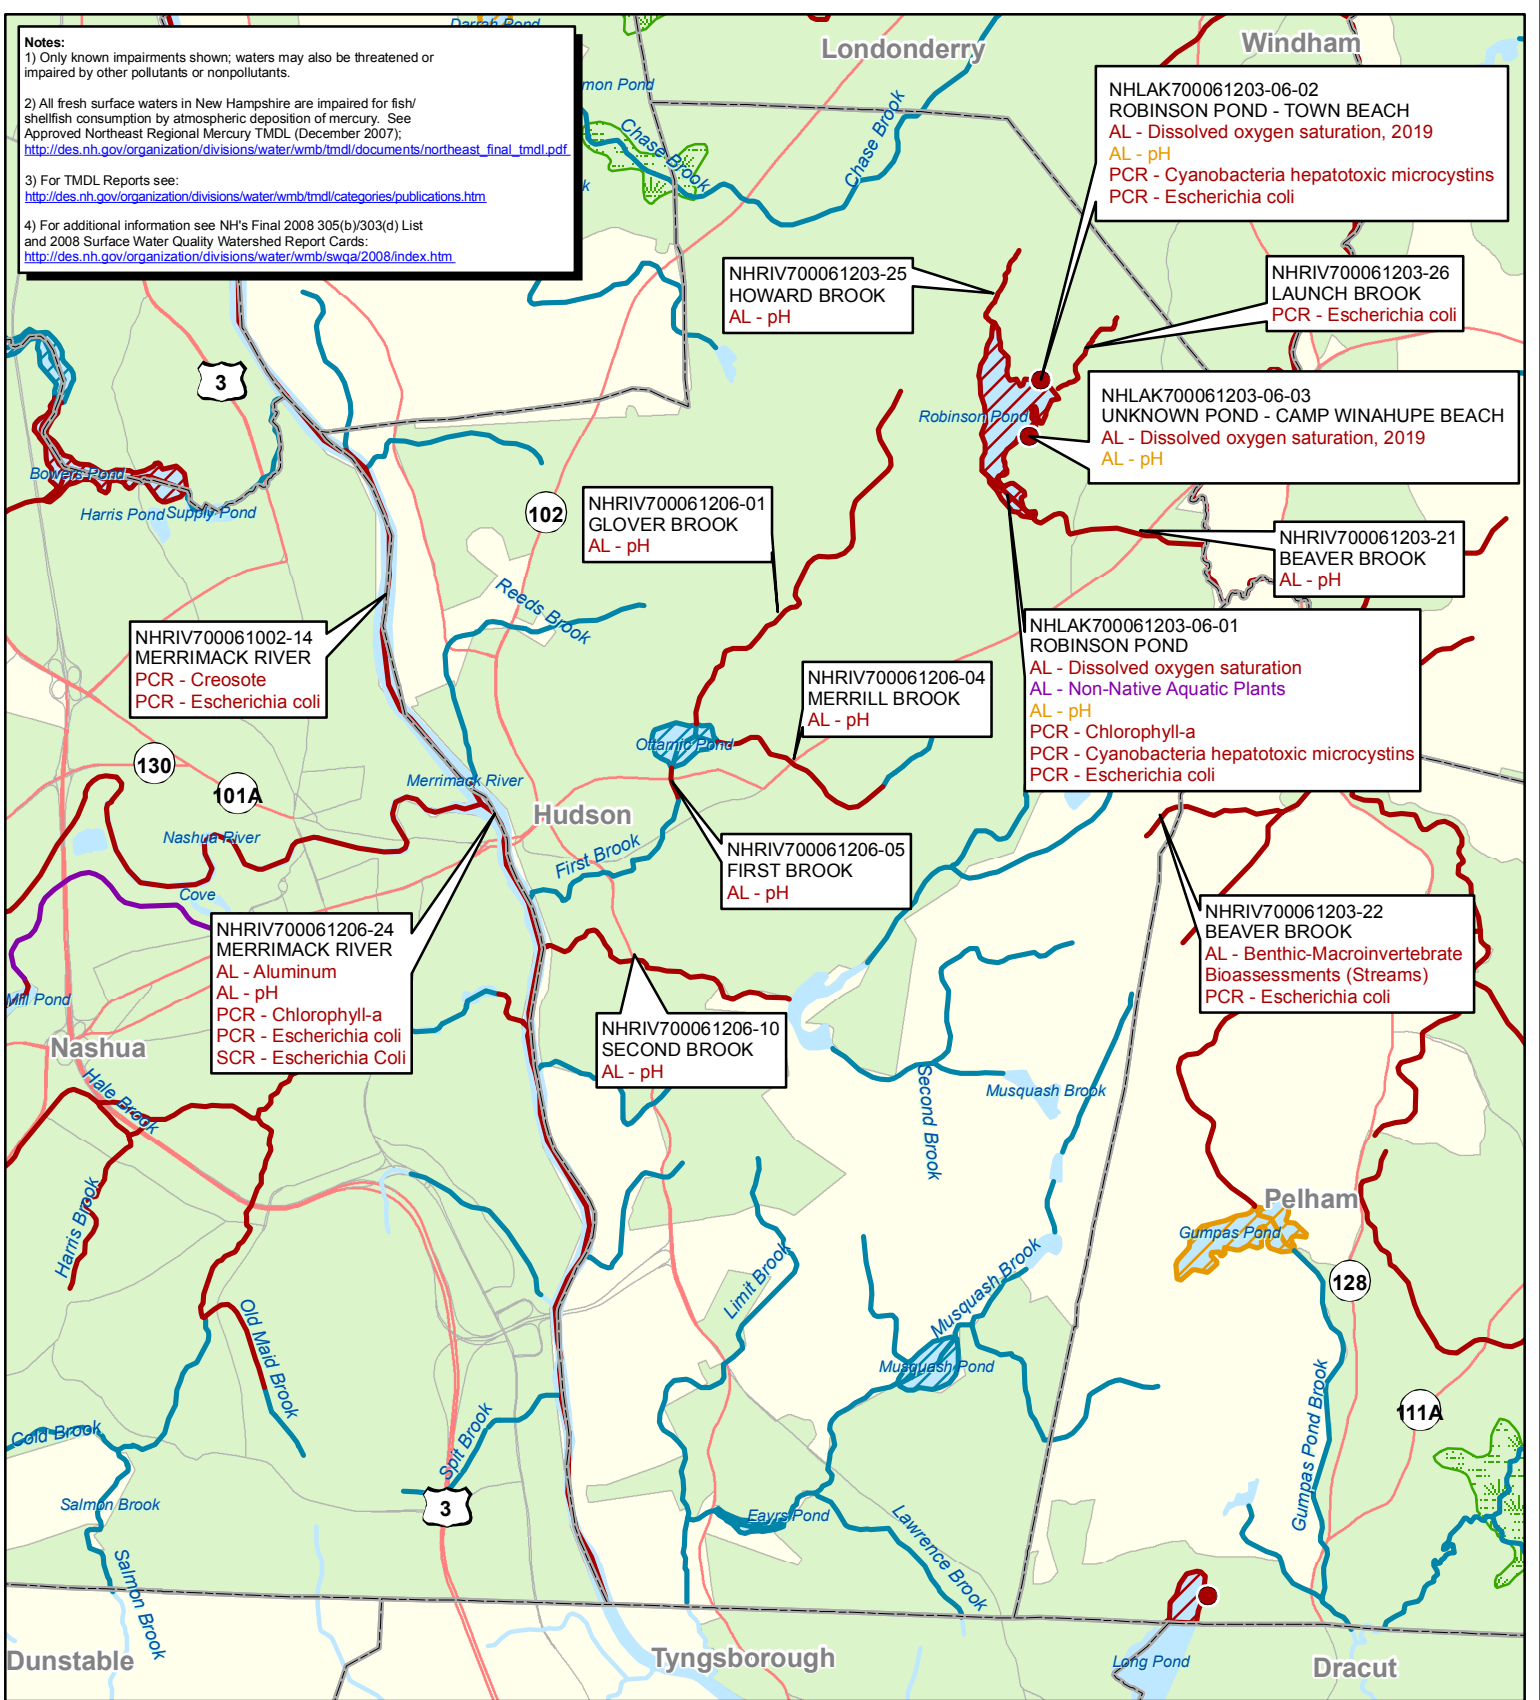 Darrah Pond
Notes:
1) Only known impairments shown; waters may also be threatened or
impaired by other pollutants or nonpollutants.
2) All fresh surface waters in New Hampshire are impaired for fish/
shellfish consumption by atmospheric deposition of mercury. See
Approved Northeast Regional Mercury TMDL (December 2007);
http://des.nh.gov/organization/divisions/water/wmb/tmdl/documents/northeast_final_tmdl.pdf
3) For TMDL Reports see:
http://des.nh.gov/organization/divisions/water/wmb/tmdl/categories/publications.htm
4) For additional information see NH's Final 2008 305(b)/303(d) List
and 2008 Surface Water Quality Watershed Report Cards:
http://des.nh.gov/organization/divisions/water/wmb/swqa/2008/index.htm
Londonderry
Windham
mon Pond
k
Chase Brook
Chase Brook
NHLAK700061203-06-02
ROBINSON POND - TOWN BEACH
AL - Dissolved oxygen saturation, 2019
AL - pH
PCR - Cyanobacteria hepatotoxic microcystins
PCR - Escherichia coli
NHRIV700061203-25
HOWARD BROOK
AL - pH
NHRIV700061203-26
LAUNCH BROOK
PCR - Escherichia coli
3
Robinson Pond
NHLAK700061203-06-03
UNKNOWN POND - CAMP WINAHUPE BEACH
AL - Dissolved oxygen saturation, 2019
AL - pH
Bowers Pond
Harris Pond
Supply Pond
102
NHRIV700061206-01
GLOVER BROOK
AL - pH
NHRIV700061203-21
BEAVER BROOK
AL - pH
Reeds Brook
NHRIV700061002-14
MERRIMACK RIVER
PCR - Creosote
PCR - Escherichia coli
NHLAK700061203-06-01
ROBINSON POND
AL - Dissolved oxygen saturation
AL - Non-Native Aquatic Plants
AL - pH
PCR - Chlorophyll-a
PCR - Cyanobacteria hepatotoxic microcystins
PCR - Escherichia coli
NHRIV700061206-04
MERRILL BROOK
AL - pH
Ottarnic Pond
130
101A
Merrimack River
Nashua River
Hudson
First Brook
NHRIV700061206-05
FIRST BROOK
AL - pH
Cove
NHRIV700061206-24
MERRIMACK RIVER
AL - Aluminum
AL - pH
PCR - Chlorophyll-a
PCR - Escherichia coli
SCR - Escherichia Coli
NHRIV700061203-22
BEAVER BROOK
AL - Benthic-Macroinvertebrate
Bioassessments (Streams)
PCR - Escherichia coli
Mill Pond
NHRIV700061206-10
SECOND BROOK
AL - pH
Nashua
Hale Brook
Second Brook
Musquash Brook
Harris Brook
Pelham
Gumpas Pond
128
Limit Brook
Musquash Brook
Musquash Pond
Old Maid Brook
Gumpas Pond Brook
111A
Cold Brook
Spit Brook
Salmon Brook
3
Eayrs Pond
Lawrence Brook
Salmon Brook
Dunstable
Tyngsborough
Long Pond
Dracut